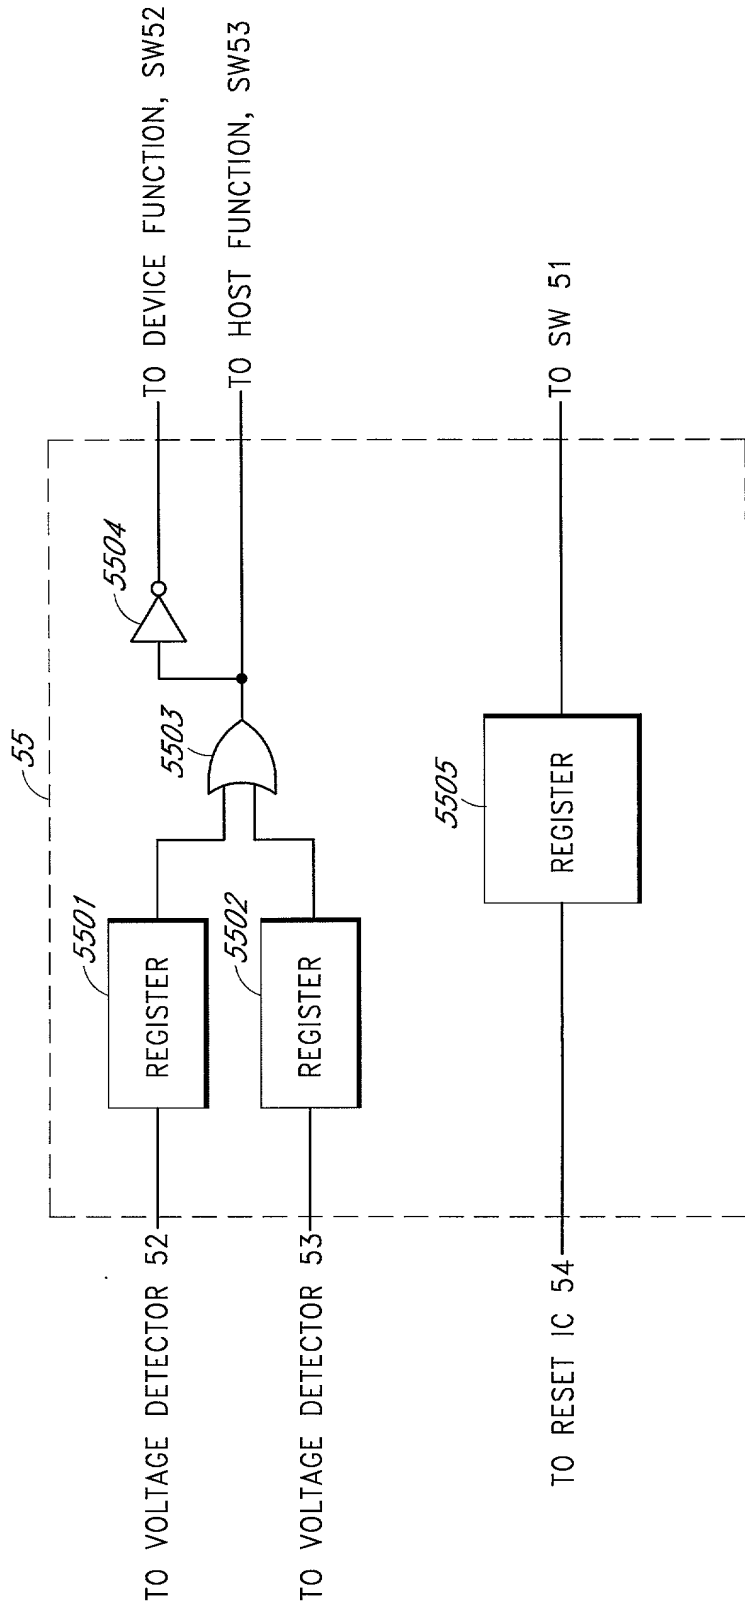 TO DEVICE FUNCTION, SW52
TO HOST FUNCTION, SW53
TO SW 51
55
5504
5503
5501
REGISTER
5502
REGISTER
5505
REGISTER
TO VOLTAGE DETECTOR 52
TO VOLTAGE DETECTOR 53
TO RESET IC 54